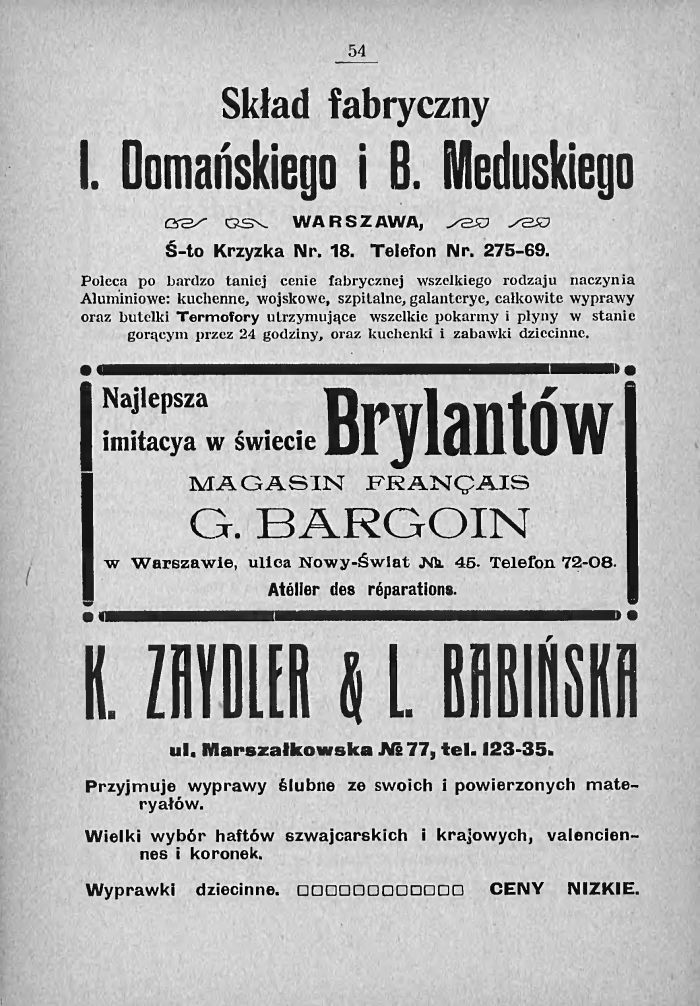 54
Skład fabryczny
I. Domańskiego i B. Meduskiego
WARSZAWA,
Ś-to Krzyzka Nr. 18. Telefon Nr. 275-69.
Poleca po bardzo taniej cenie fabrycznej wszelkiego rodzaju naczynia
Aluminiowe: kuchenne, wojskowe, szpitalne, galanterye, całkowite wyprawy
oraz butelki Termofory utrzymujące wszelkie pokarmy i płyny w stanie
gorącym przez 24 godziny, oraz kuchenki i zabawki dziecinne.
Najlepsza
imitacya w świecie Brylantów
MAGASIN FRANÇAIS
G. BARGOIN
w Warszawie, ulica Nowy-Świat № 45. Telefon 72-08.
Atélier des réparations.
K. ZAYDLER & L. BABIŃSKA
ul. Marszałkowska № 77, tel. 123-35.
Przyjmuje wyprawy ślubne ze swoich i powierzonych mate-
ryałów.
Wielki wybór haftów szwajcarskich i krajowych, valencien-
nes i koronek.
Wyprawki dziecinne. CENY NIZKIE.